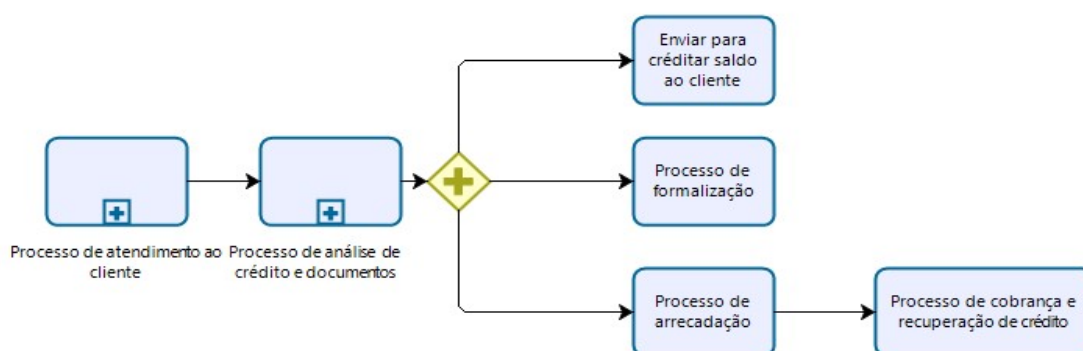 Enviar para
créditar saldo
ao cliente
Processo de
formalização
Processo de atendimento ao
cliente
Processo de análise de
crédito e documentos
Processo de
arrecadação
Processo de cobrança e
recuperação de crédito